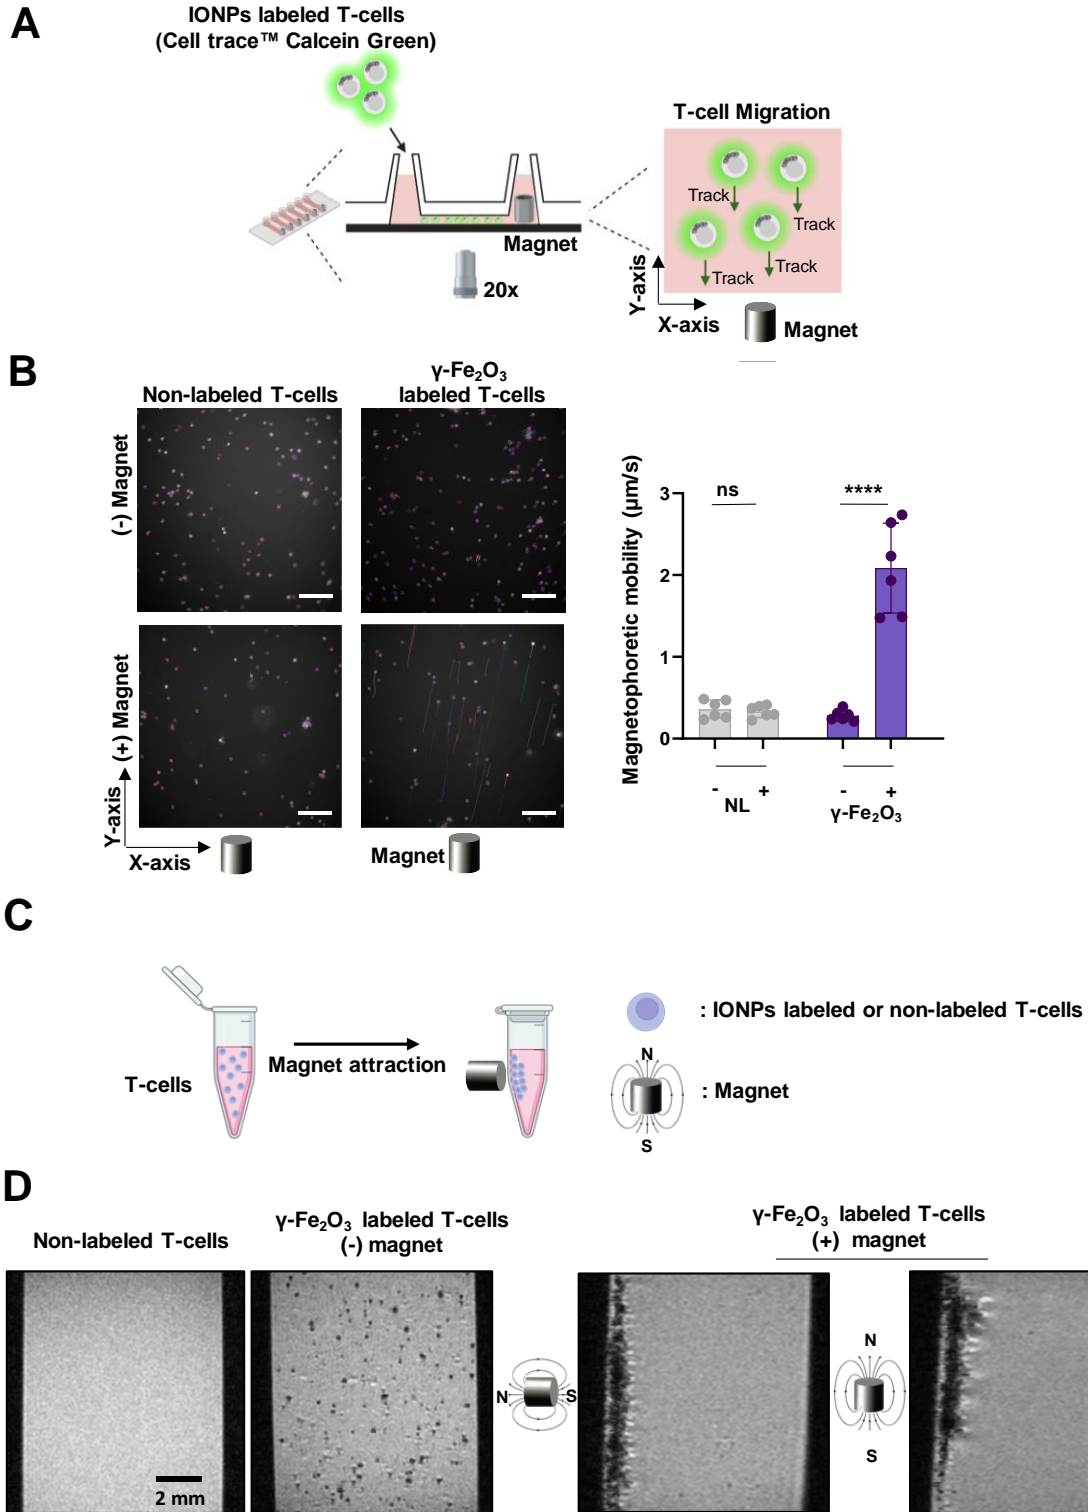 A
IONPs labeled T-cells
(Cell trace™ Calcein Green)
T-cell Migration
Track
Track
Track
Track
Magnet
20x
Y-axis
X-axis
Magnet
B
Non-labeled T-cells
γ-Fe₂O₃
labeled T-cells
(-) Magnet
(+) Magnet
Y-axis
X-axis
Magnet
Magnetophoretic mobility (μm/s)
3
2
1
0
ns
****
- + - +
NL γ-Fe₂O₃
C
T-cells
Magnet attraction
: IONPs labeled or non-labeled T-cells
N
: Magnet
S
D
Non-labeled T-cells
γ-Fe₂O₃ labeled T-cells
(-) magnet
γ-Fe₂O₃ labeled T-cells
(+) magnet
2 mm
N S
N
S